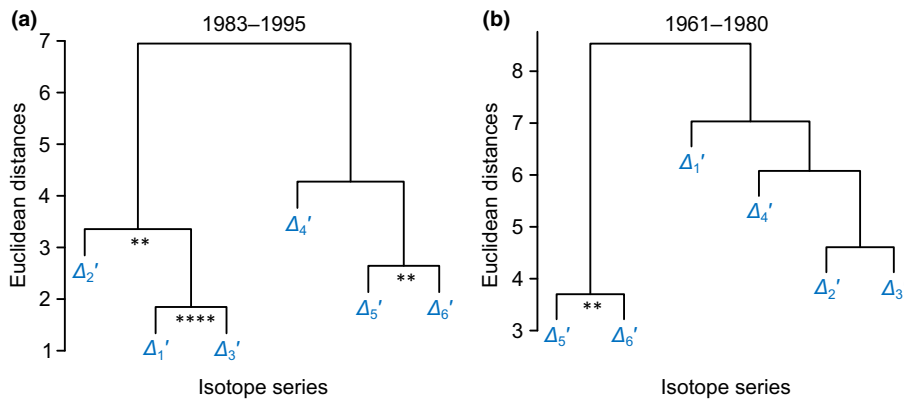 (a)
1983–1995
Euclidean distances
7
6
5
4
3
2
1
Δ₂′
**
Δ₁′
****
Δ₃′
Δ₄′
Δ₅′
**
Δ₆′
Isotope series
(b)
1961–1980
Euclidean distances
8
7
6
5
4
3
Δ₅′
**
Δ₆′
Δ₁′
Δ₄′
Δ₂′
Δ₃
Isotope series